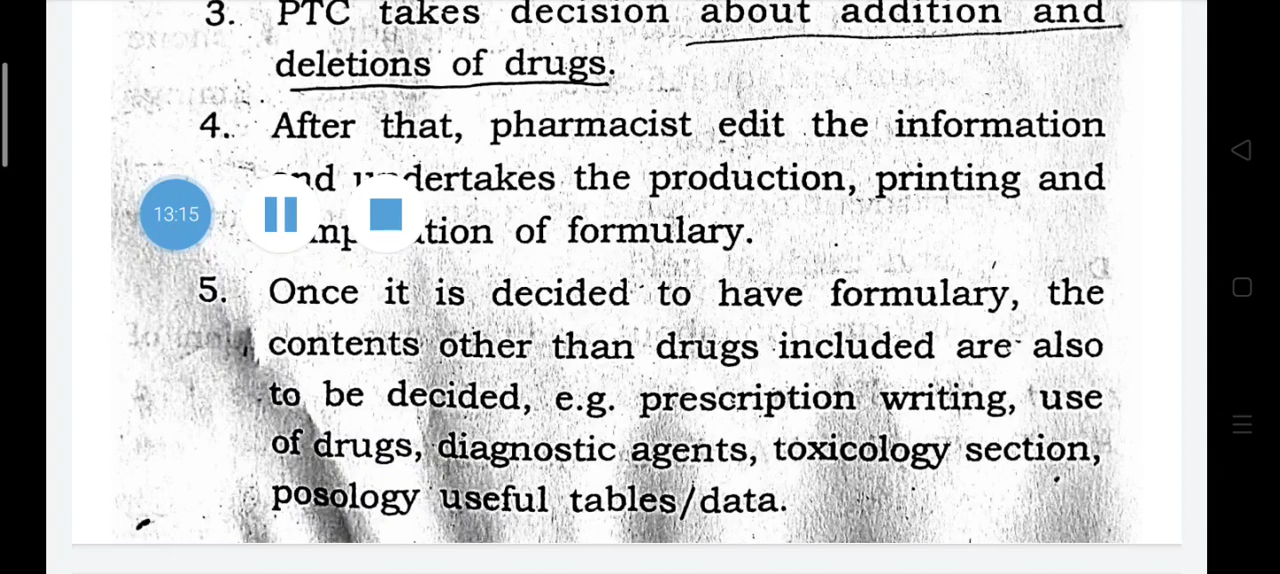 3. PTC takes decision about addition and
deletions of drugs.
4. After that, pharmacist edit the information
dertakes the production, printing and
13:15
of formulary.
5. Once it is decided to have formulary, the
contents other than drugs included are also
to be decided, e.g. prescription writing, use
of drugs, diagnostic agents, toxicology section,
posology useful tables/data.